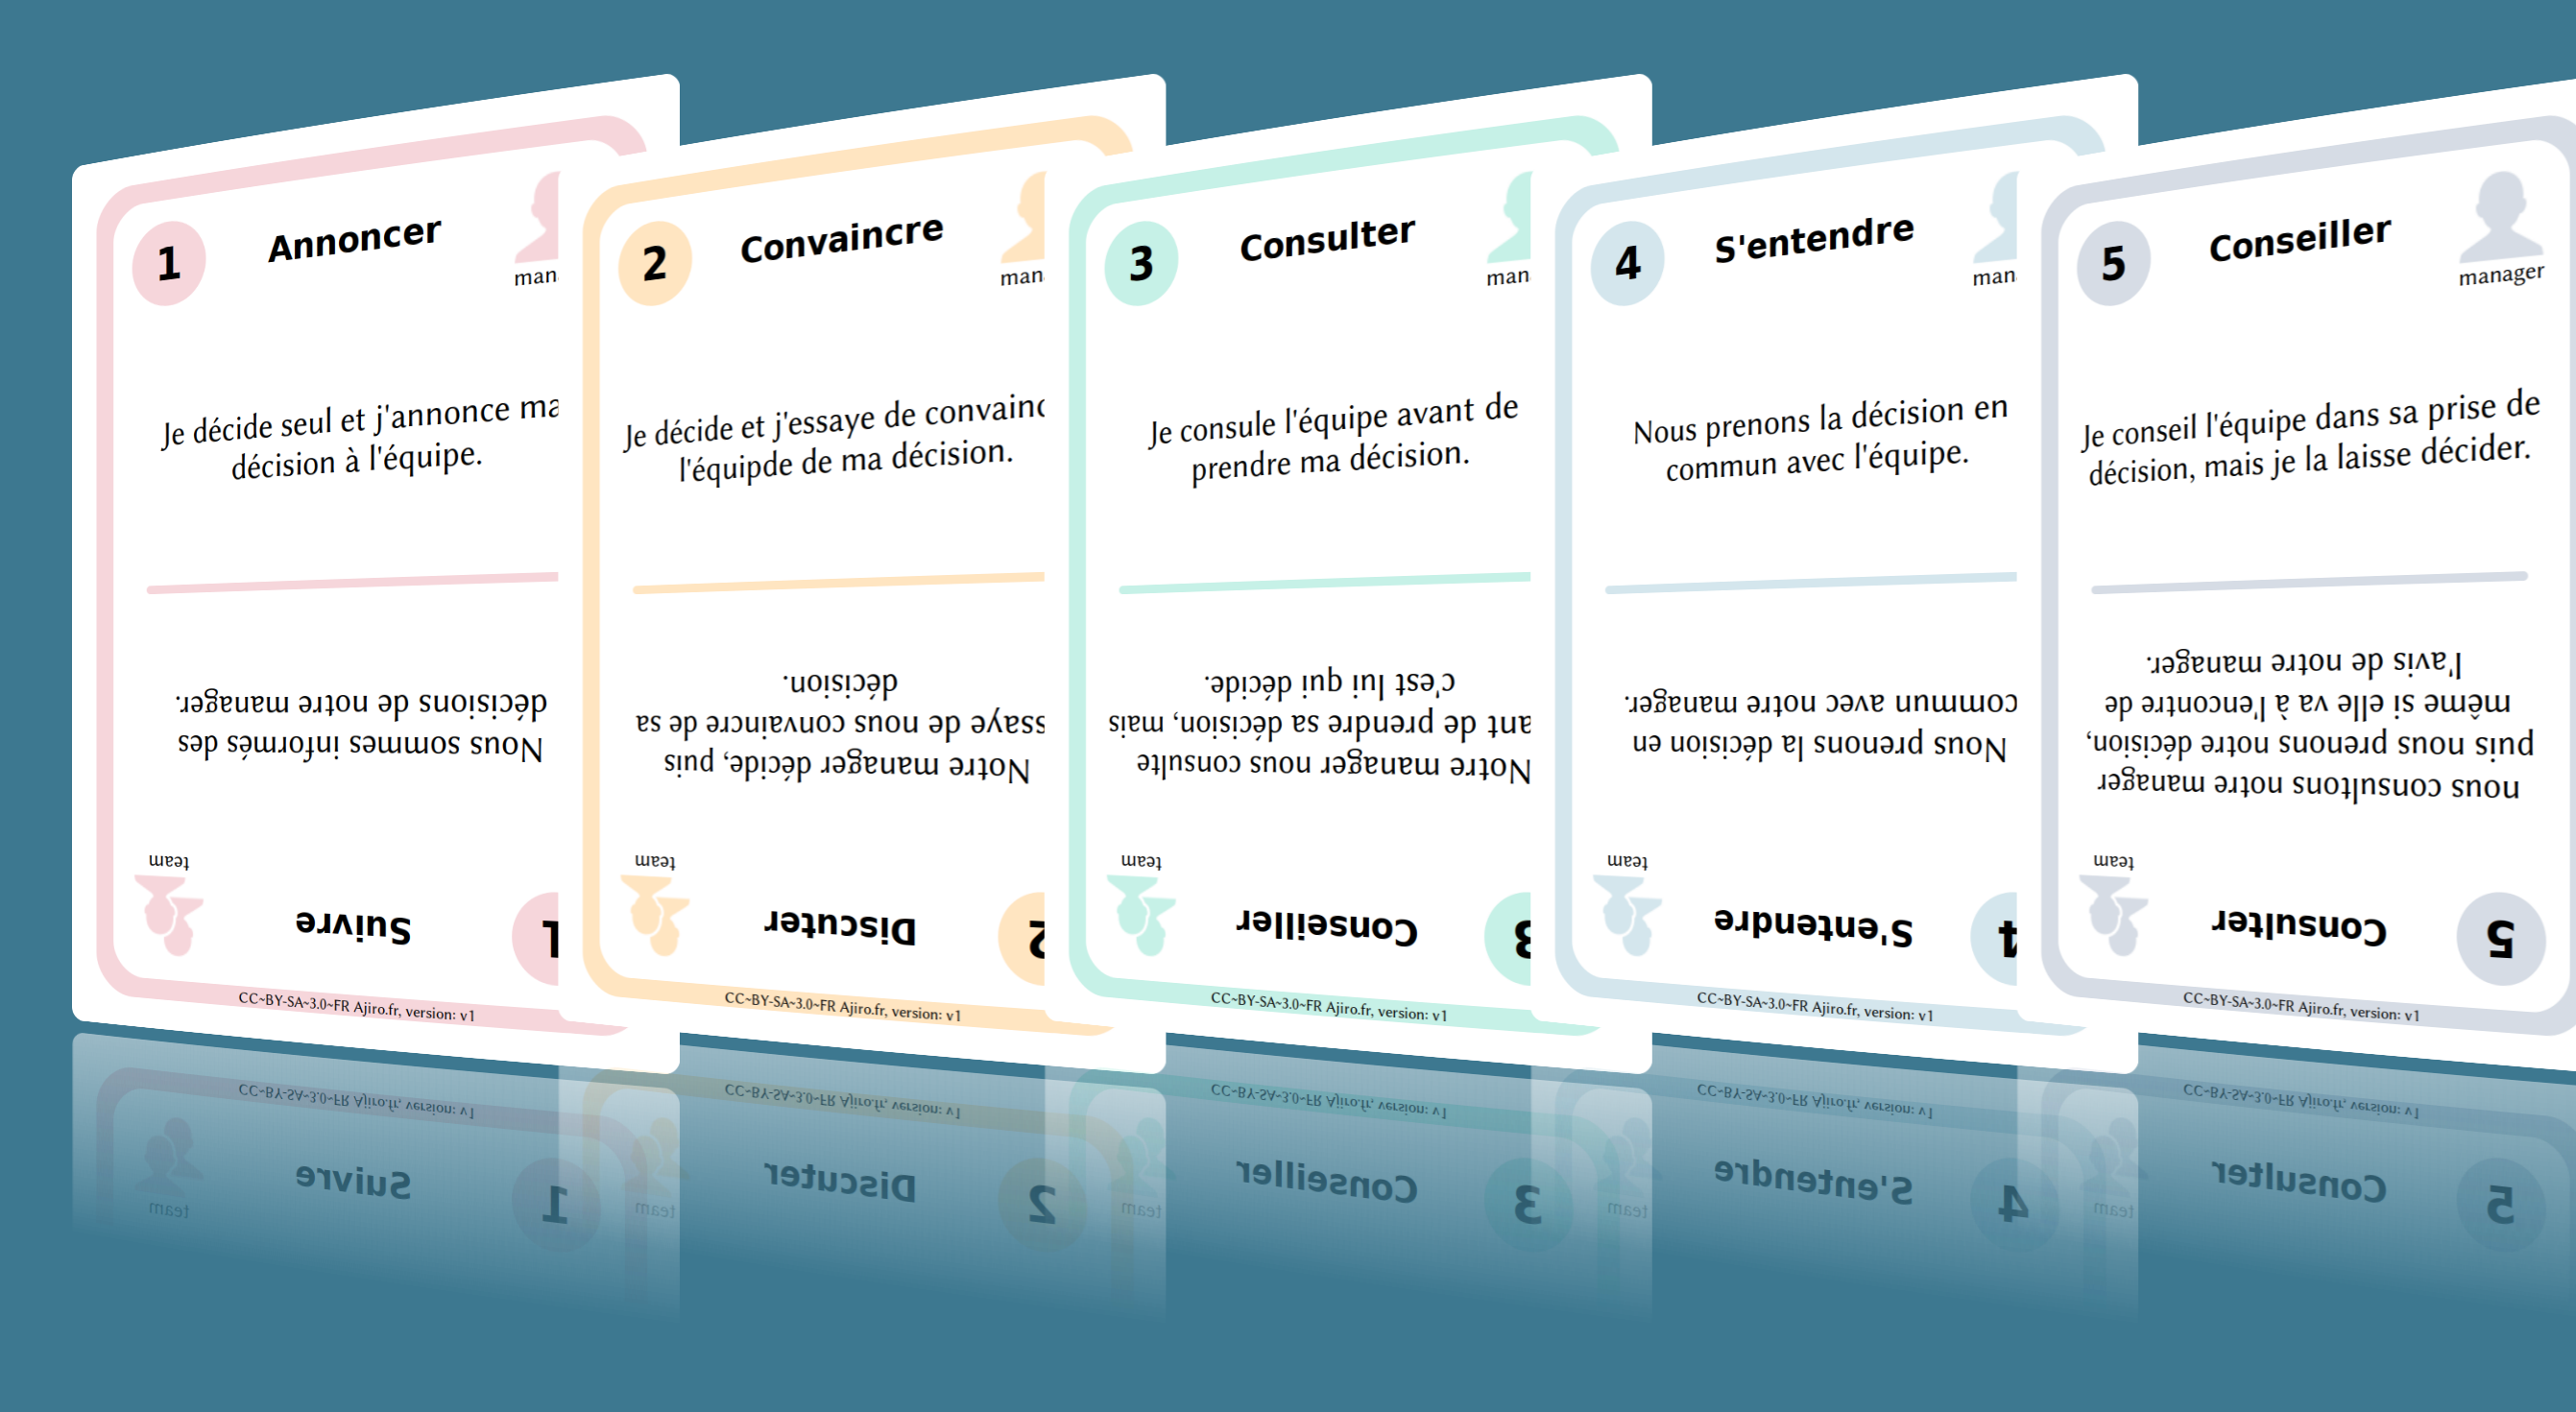 1
Annoncer
man
Je décide seul et j'annonce ma
décision à l'équipe.
1
Suivre
team
Nous sommes informés des
décisions de notre manager.
CC~BY-SA~3.0~FR Ajiro.fr, version: v1
2
Convaincre
man
Je décide et j'essaye de convainc
l'équipde de ma décision.
2
Discuter
team
Notre manager décide, puis
ssaye de nous convaincre de sa
décision.
CC~BY-SA~3.0~FR Ajiro.fr, version: v1
3
Consulter
man
Je consule l'équipe avant de
prendre ma décision.
3
Conseiller
team
Notre manager nous consulte
ant de prendre sa décision, mais
c'est lui qui décide.
CC~BY-SA~3.0~FR Ajiro.fr, version: v1
4
S'entendre
man
Nous prenons la décision en
commun avec l'équipe.
4
S'entendre
team
Nous prenons la décision en
commun avec notre manager.
CC~BY-SA~3.0~FR Ajiro.fr, version: v1
5
Conseiller
manager
Je conseil l'équipe dans sa prise de
décision, mais je la laisse décider.
5
Consulter
team
nous consultons notre manager
puis nous prenons notre décision,
même si elle va à l'encontre de
l'avis de notre manager.
CC~BY-SA~3.0~FR Ajiro.fr, version: v1